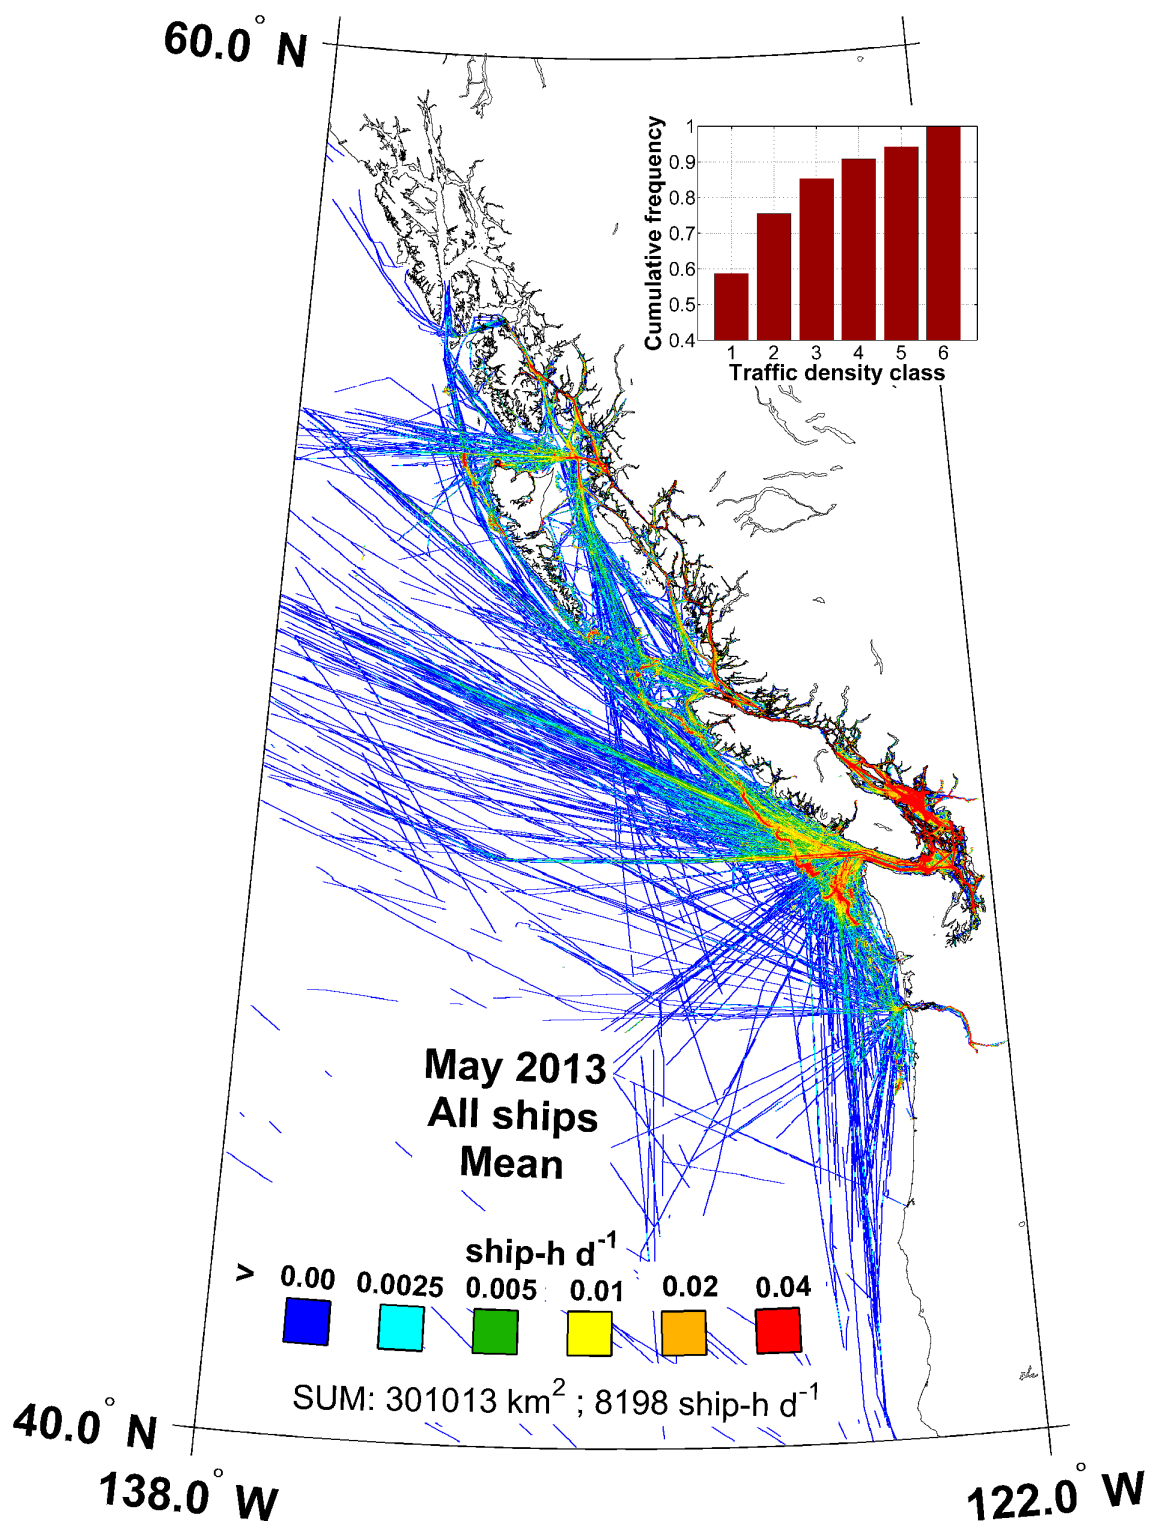 60.0° N
Cumulative frequency
1
0.9
0.8
0.7
0.6
0.5
0.4
1 2 3 4 5 6
Traffic density class
May 2013
All ships
Mean
ship-h d⁻¹
> 0.00 0.0025 0.005 0.01 0.02 0.04
SUM: 301013 km² ; 8198 ship-h d⁻¹
40.0° N
138.0° W
122.0° W